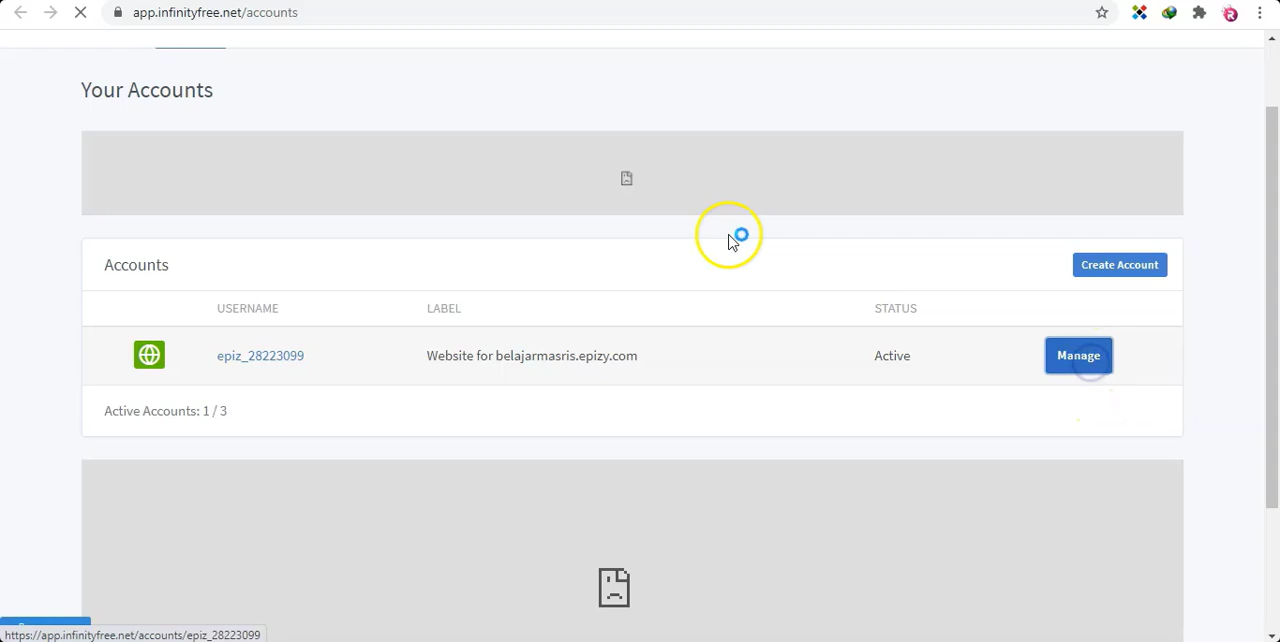 app.infinityfree.net/accounts
Your Accounts
Accounts
Create Account
USERNAME LABEL STATUS
epiz_28223099 Website for belajarmasris.epizy.com Active Manage
Active Accounts: 1 / 3
https://app.infinityfree.net/accounts/epiz_28223099